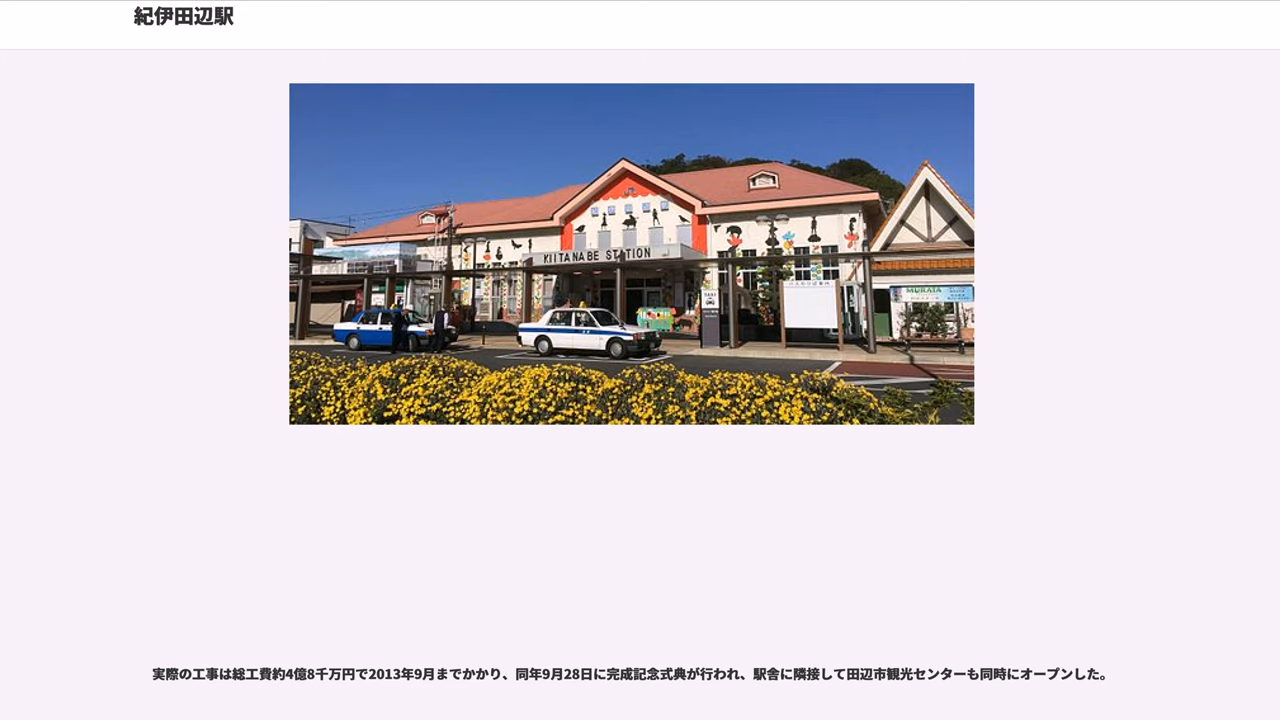 紀伊田辺駅
KIITANABE STATION
TAXI
MURATA
実際の工事は総工費約4億8千万円で2013年9月までかかり、同年9月28日に完成記念式典が行われ、駅舎に隣接して田辺市観光センターも同時にオープンした。